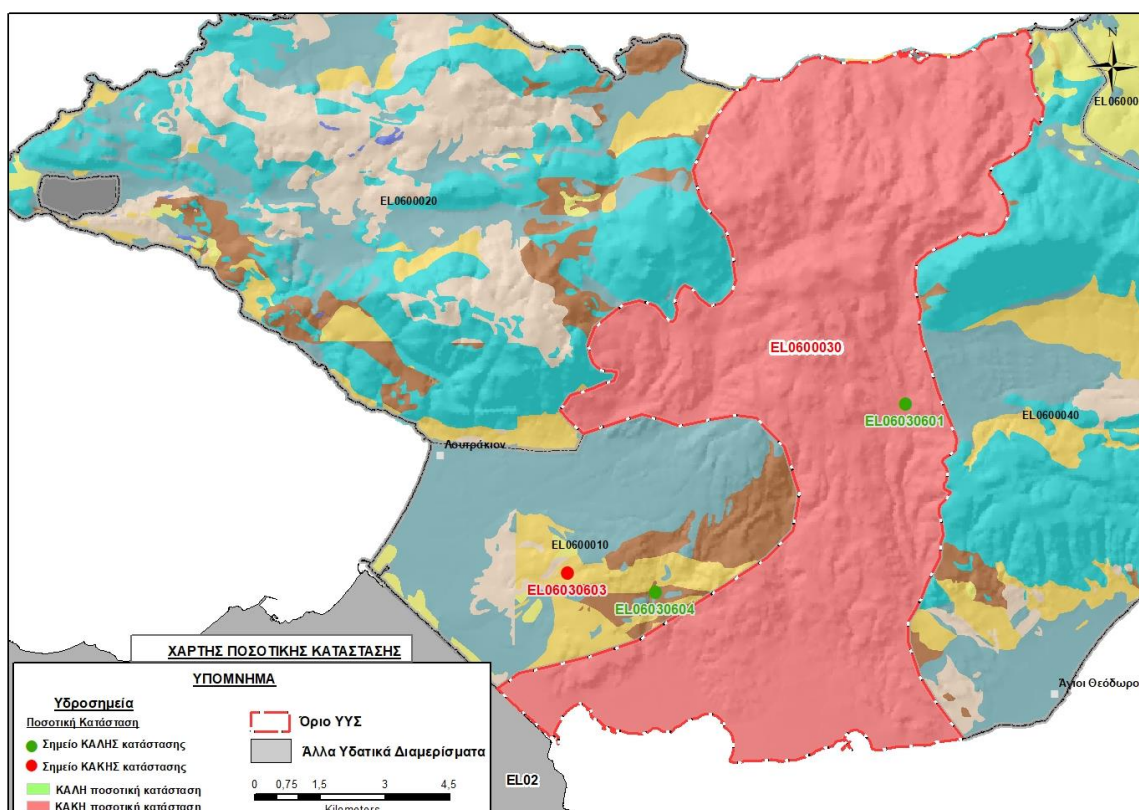 N
EL06000
EL0600020
EL0600030
EL06030601
EL0600040
Λουτράκιον
EL0600010
EL06030603
EL06030604
Άγιοι Θεόδωρο
EL02
ΧΑΡΤΗΣ ΠΟΣΟΤΙΚΗΣ ΚΑΤΑΣΤΑΣΗΣ
ΥΠΟΜΝΗΜΑ
Υδροσημεία
Ποσοτική Κατάσταση
Σημείο ΚΑΛΗΣ κατάστασης
Σημείο ΚΑΚΗΣ κατάστασης
ΚΑΛΗ ποσοτική κατάσταση
ΚΑΚΗ ποσοτική κατάσταση
Όριο ΥΥΣ
Άλλα Υδατικά Διαμερίσματα
0 0,75 1,5 3 4,5
Kilometers